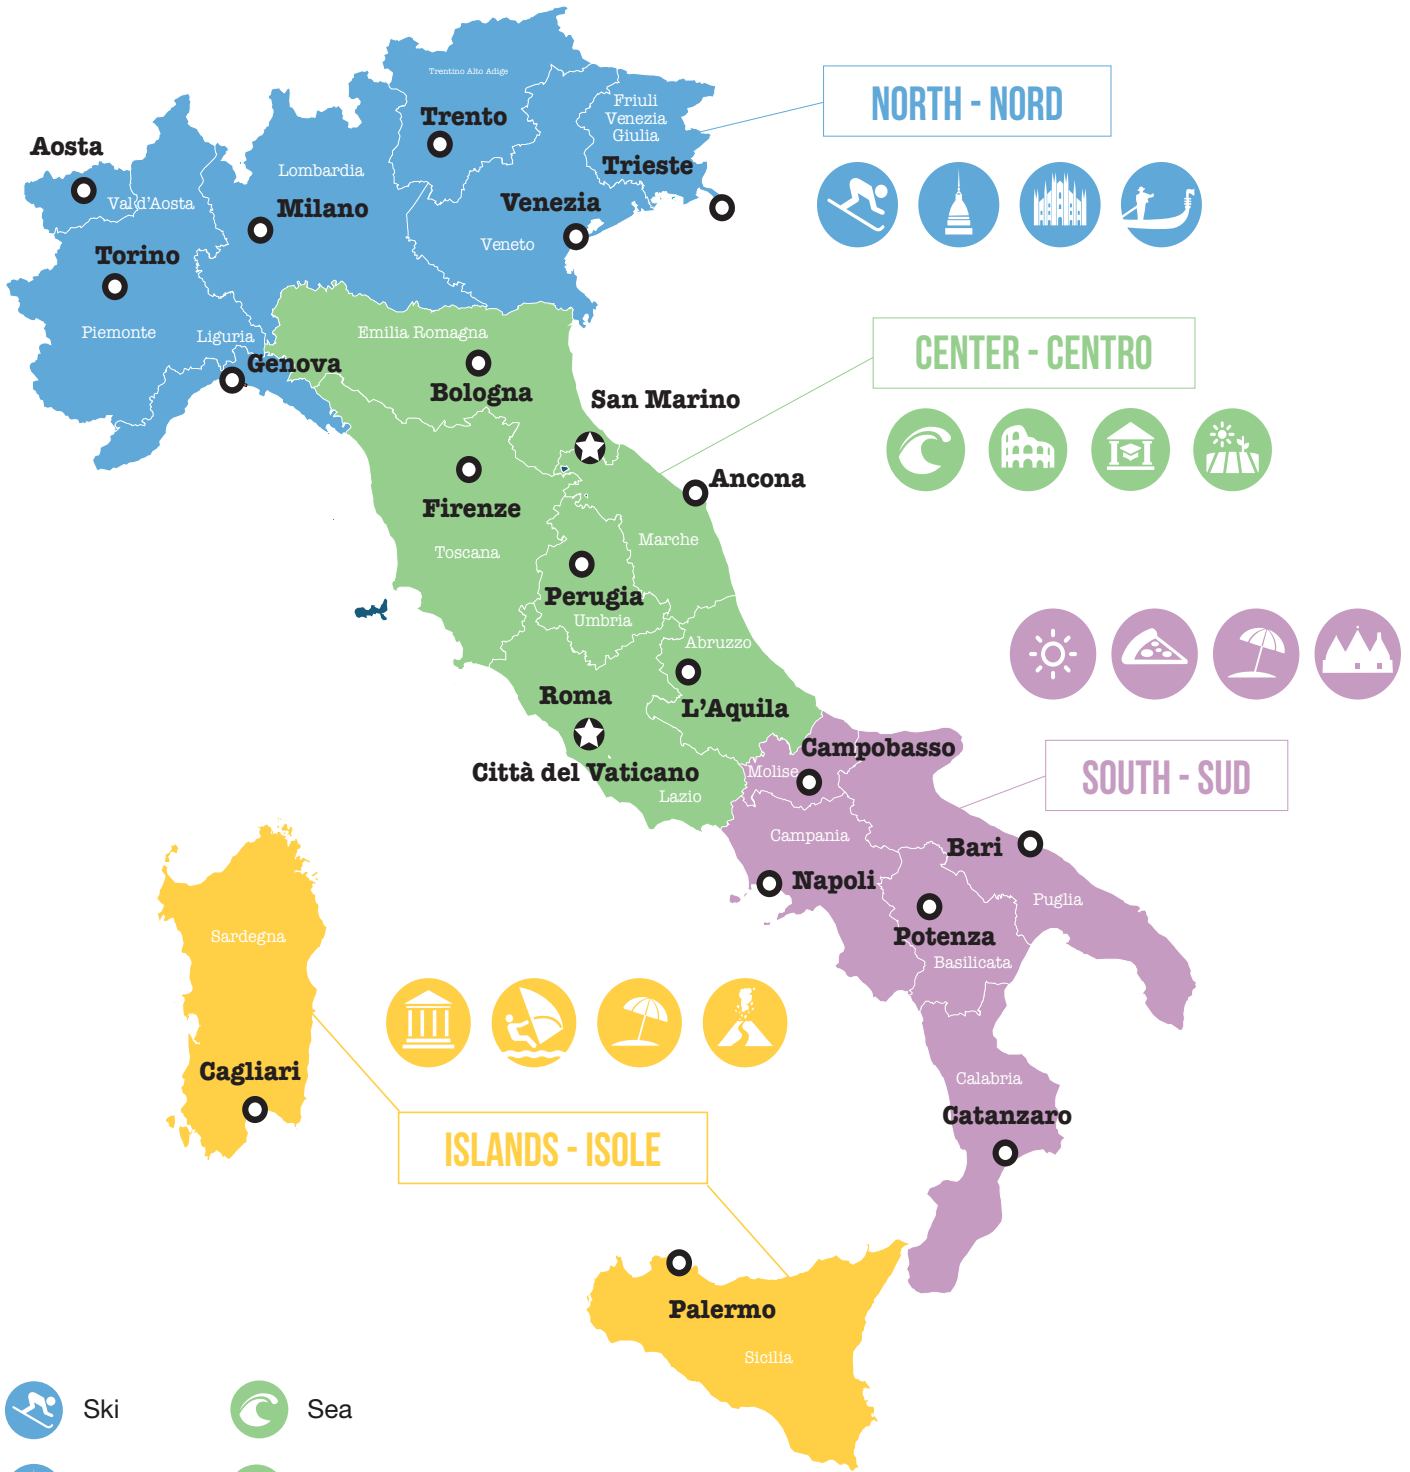 Trentino Alto Adige
Friuli
Venezia
Giulia
NORTH - NORD
Trento
Aosta
Trieste
Lombardia
Val d'Aosta
Milano
Venezia
Veneto
Torino
Piemonte
Liguria
Emilia Romagna
CENTER - CENTRO
Genova
Bologna
San Marino
Ancona
Firenze
Marche
Toscana
Perugia
Umbria
Abruzzo
Roma
L'Aquila
Campobasso
Città del Vaticano
Molise
SOUTH - SUD
Lazio
Campania
Bari
Napoli
Puglia
Sardegna
Potenza
Basilicata
Cagliari
Calabria
Catanzaro
ISLANDS - ISOLE
Palermo
Sicilia
Ski
Sea